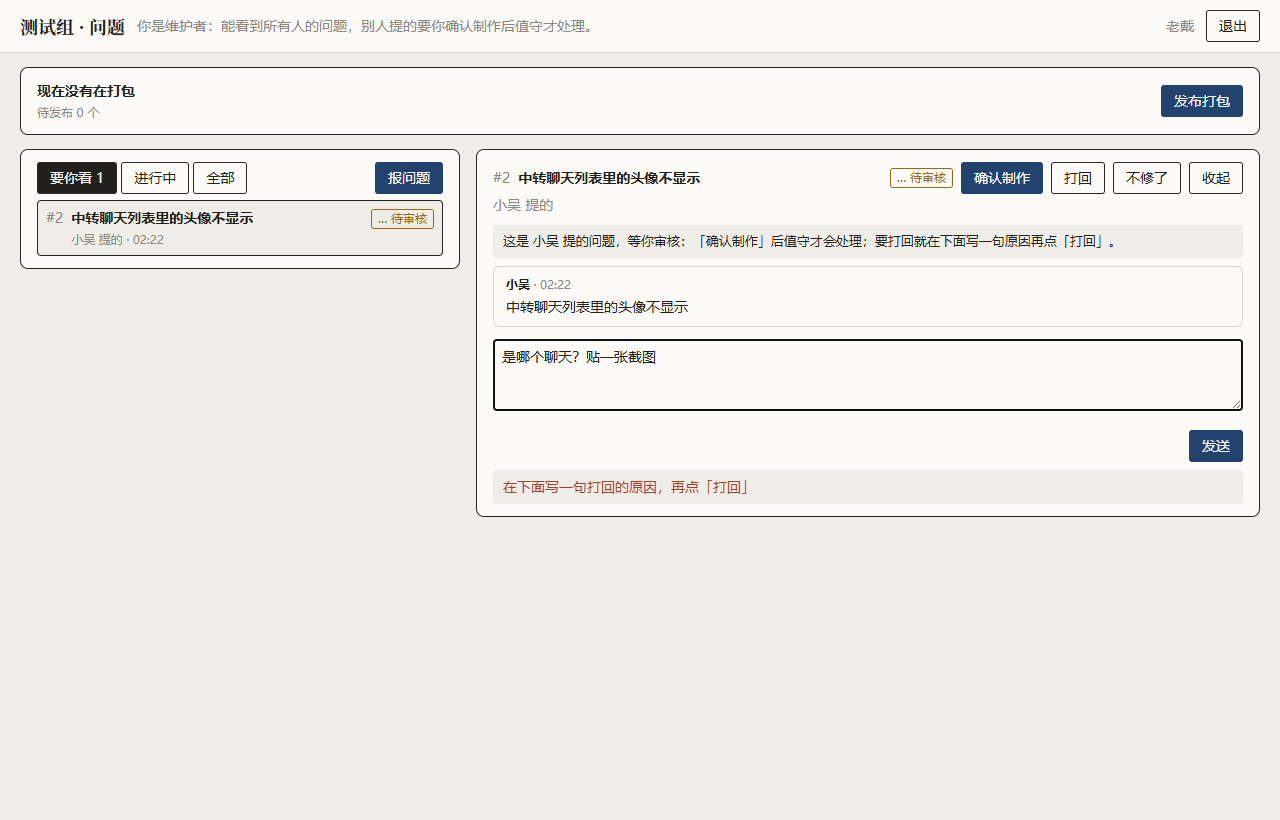 测试组 · 问题 你是维护者：能看到所有人的问题，别人提的要你确认制作后值守才处理。 老戴 退出
现在没有在打包
待发布 0 个
发布打包
要你看 1 进行中 全部 报问题
#2 中转聊天列表里的头像不显示 ... 待审核
小吴 提的 · 02:22
#2 中转聊天列表里的头像不显示 ... 待审核 确认制作 打回 不修了 收起
小吴 提的
这是 小吴 提的问题，等你审核：「确认制作」后值守才会处理；要打回就在下面写一句原因再点「打回」。
小吴 · 02:22
中转聊天列表里的头像不显示
是哪个聊天？贴一张截图
发送
在下面写一句打回的原因，再点「打回」